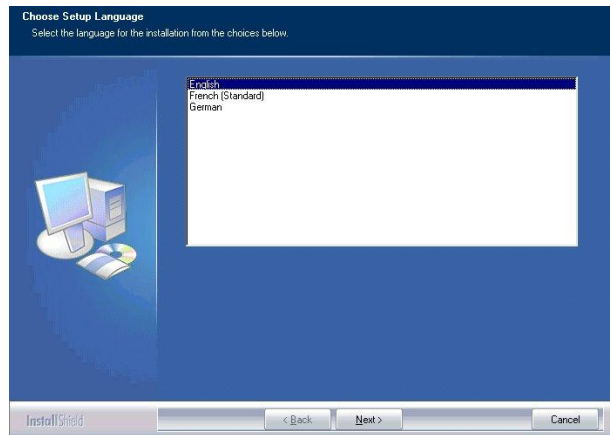 Choose Setup Language
Select the language for the installation from the choices below.
English
French (Standard)
German
InstallShield
< Back
Next >
Cancel